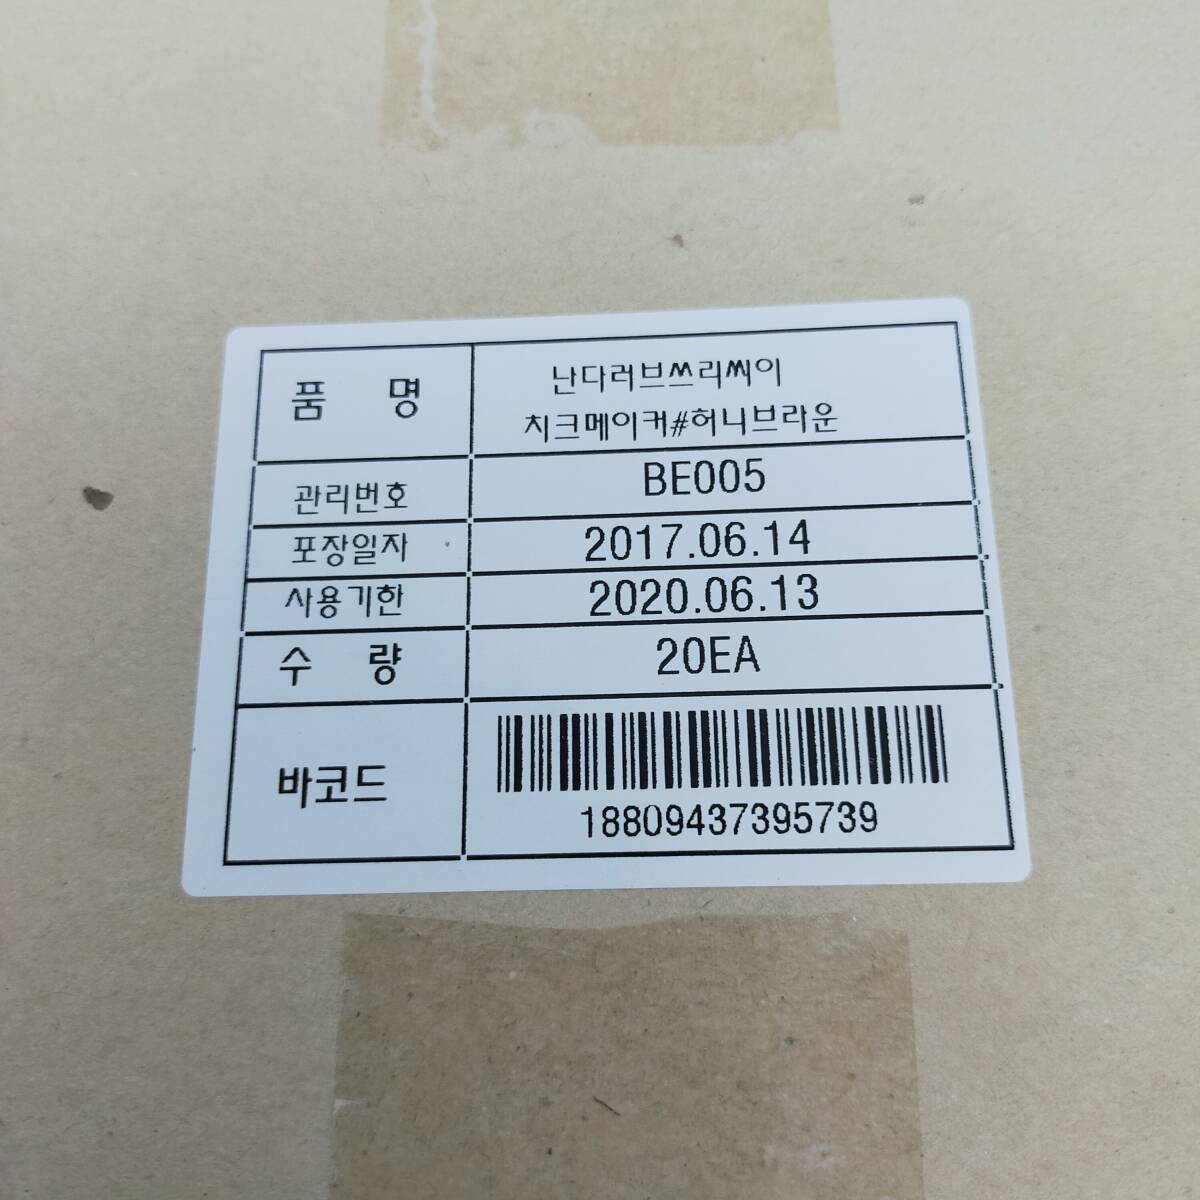 품 명
난다러브쓰리씨이
치크메이커#허니브라운
관리번호 BE005
포장일자 2017.06.14
사용기한 2020.06.13
수 량 20EA
바코드
18809437395739